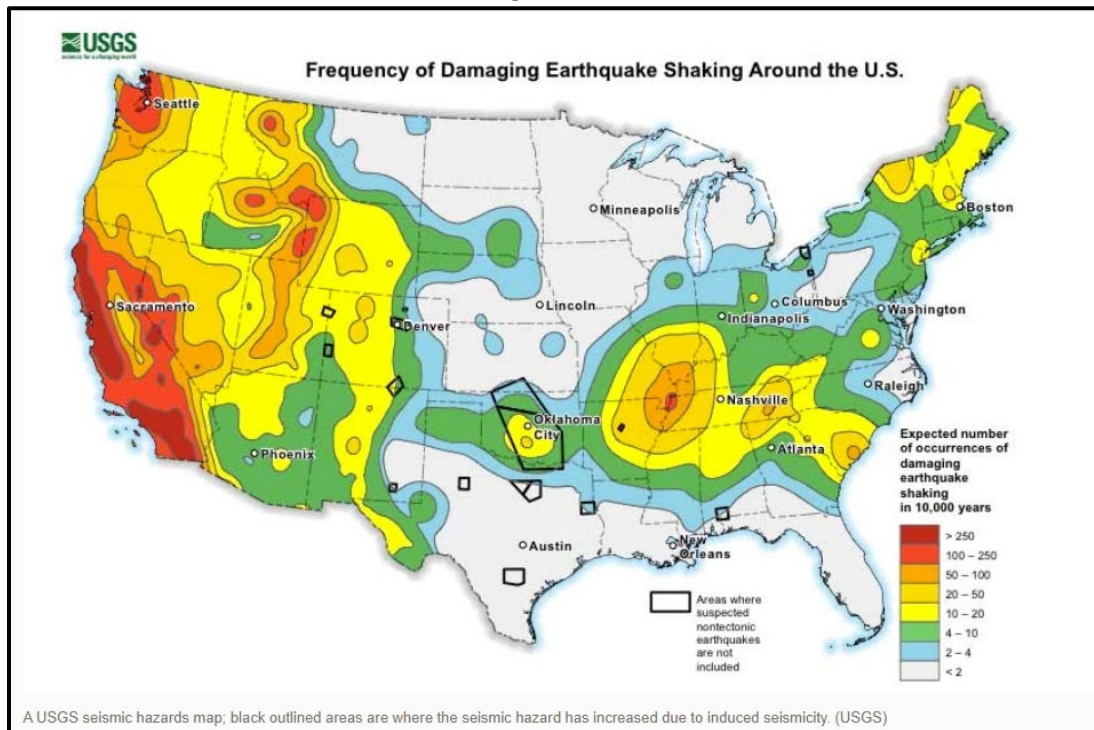 USGS
science for a changing world
Frequency of Damaging Earthquake Shaking Around the U.S.
Seattle
Minneapolis
Boston
Sacramento
Lincoln
Columbus
Indianapolis
Washington
Denver
Raleigh
Nashville
Oklahoma
City
Phoenix
Atlanta
Austin
New
Orleans
Expected number
of occurrences of
damaging
earthquake
shaking
in 10,000 years
> 250
100 – 250
50 – 100
20 – 50
10 – 20
4 – 10
2 – 4
< 2
Areas where
suspected
nontectonic
earthquakes
are not
included
A USGS seismic hazards map; black outlined areas are where the seismic hazard has increased due to induced seismicity. (USGS)